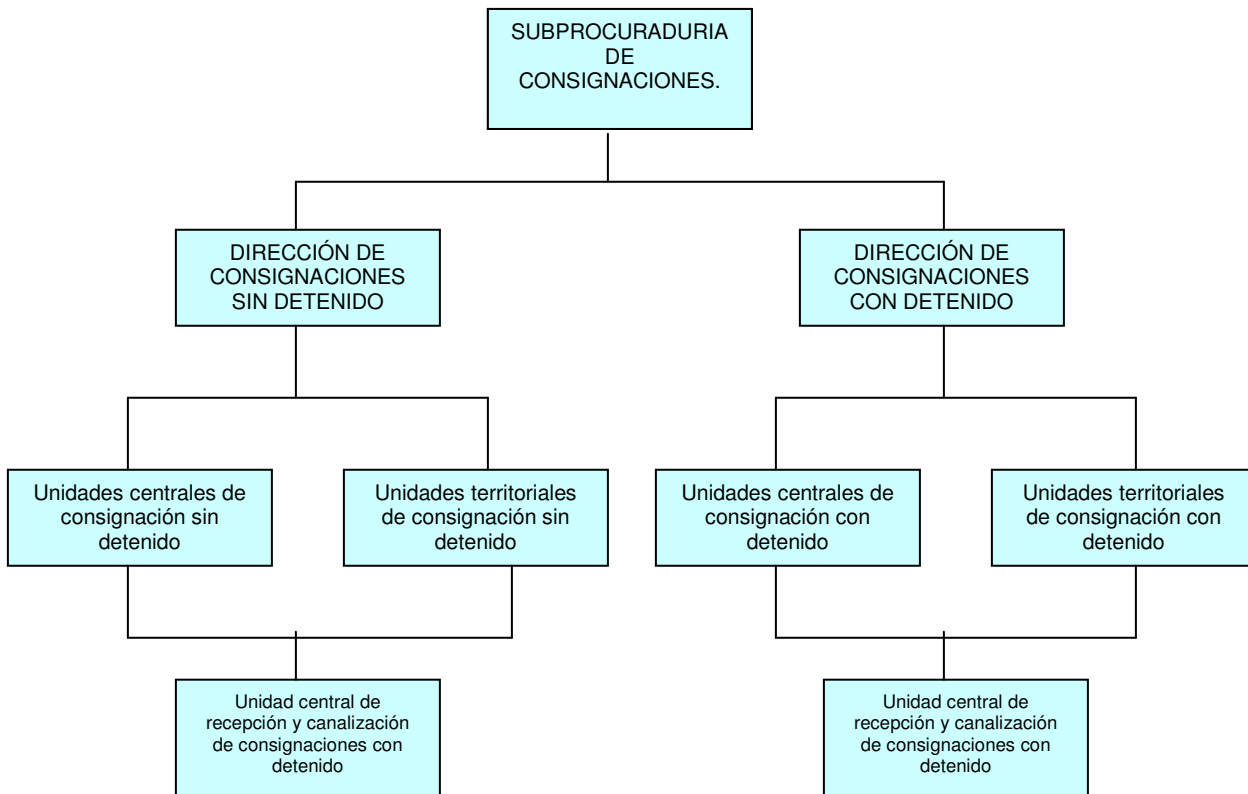 SUBPROCURADURIA
DE
CONSIGNACIONES.
DIRECCIÓN DE
CONSIGNACIONES
SIN DETENIDO
DIRECCIÓN DE
CONSIGNACIONES
CON DETENIDO
Unidades centrales de
consignación sin
detenido
Unidades territoriales
de consignación sin
detenido
Unidades centrales de
consignación con
detenido
Unidades territoriales
de consignación con
detenido
Unidad central de
recepción y canalización
de consignaciones con
detenido
Unidad central de
recepción y canalización
de consignaciones con
detenido